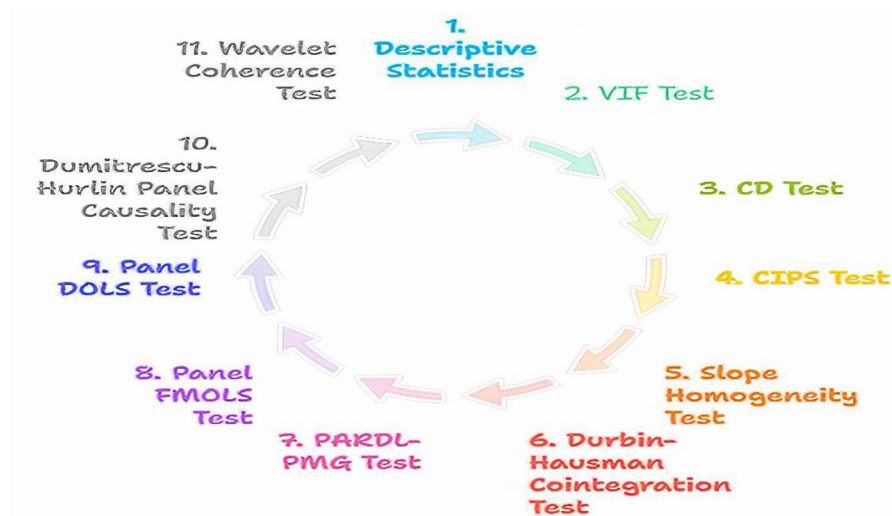 1.
Descriptive
Statistics
2. VIF Test
3. CD Test
4. CIPS Test
5. Slope
Homogeneity
Test
6. Durbin-
Hausman
Cointegration
Test
7. PARDL-
PMG Test
8. Panel
FMOLS
Test
9. Panel
DOLS Test
10.
Dumitrescu-
Hurlin Panel
Causality
Test
11. Wavelet
Coherence
Test